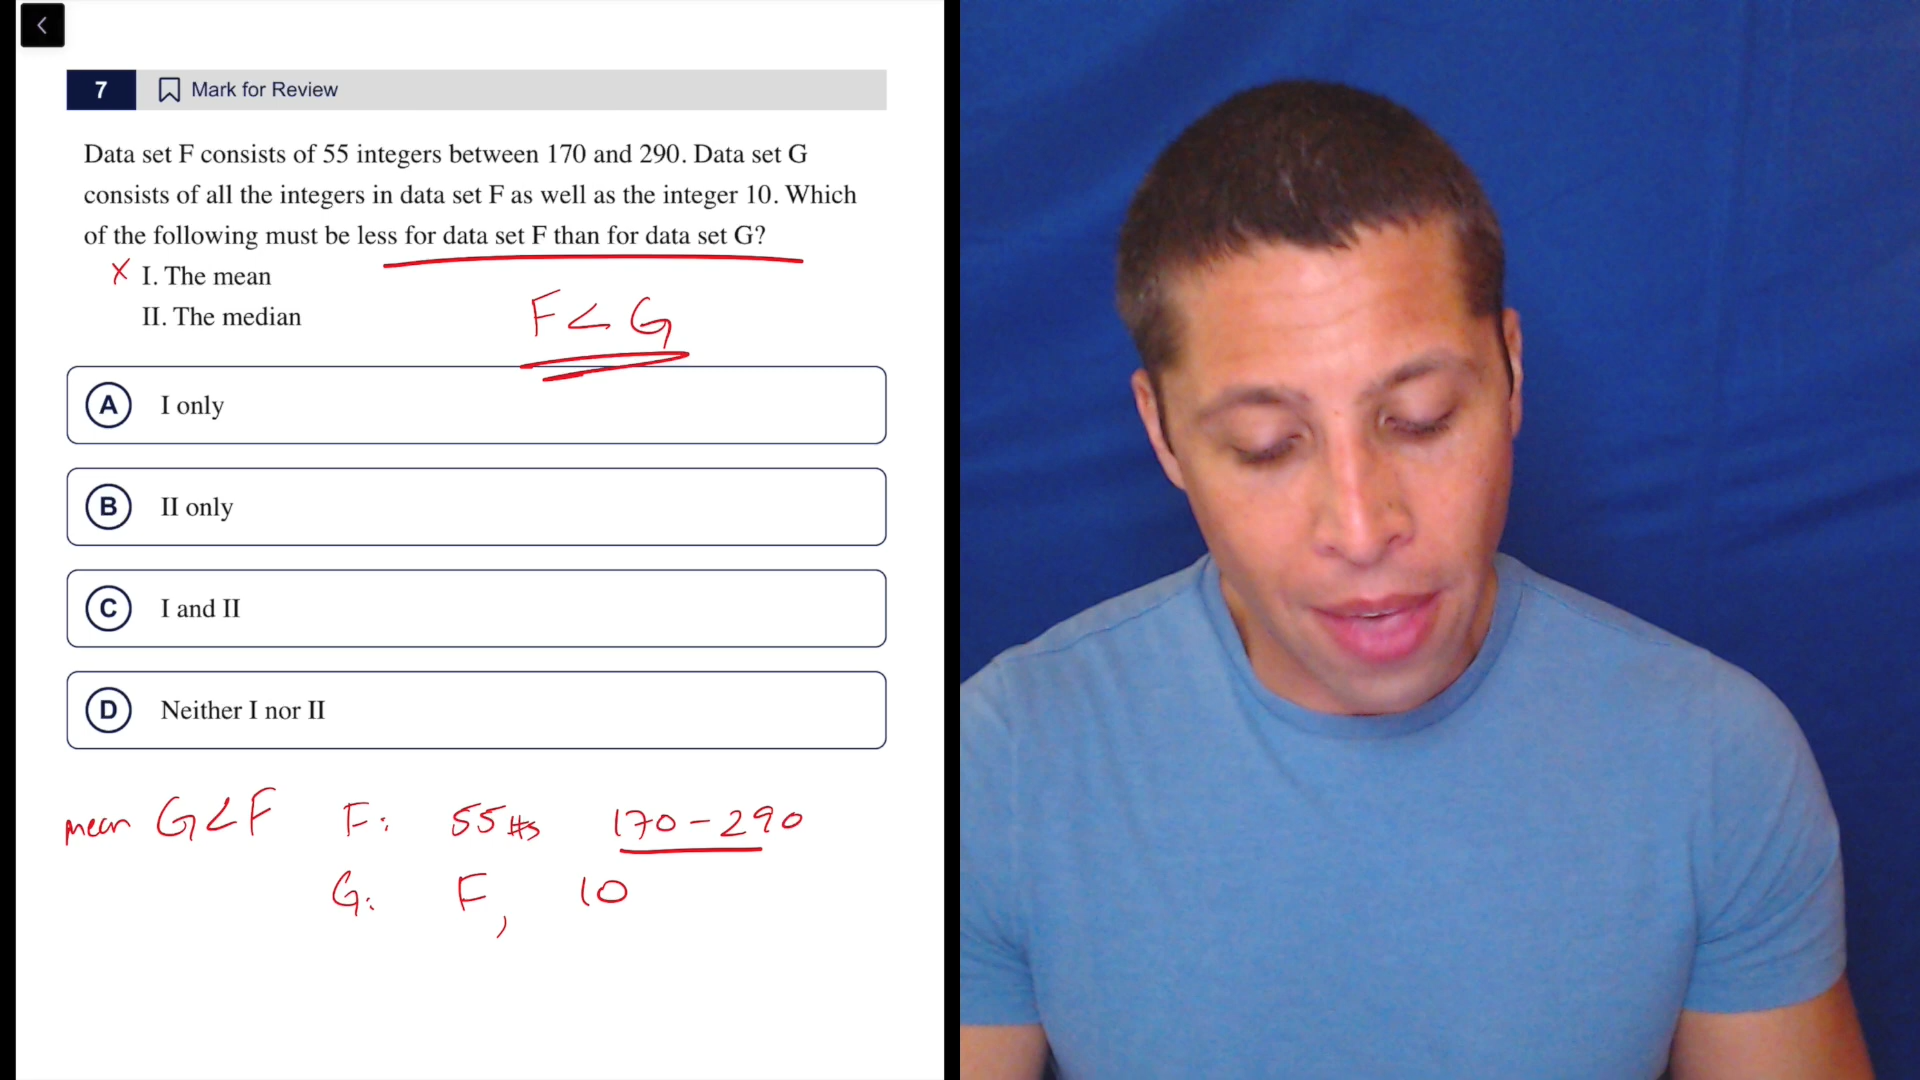 7 Mark for Review
Data set F consists of 55 integers between 170 and 290. Data set G
consists of all the integers in data set F as well as the integer 10. Which
of the following must be less for data set F than for data set G?
X I. The mean
II. The median
F < G
A I only
B II only
C I and II
D Neither I nor II
mean G<F F: 55 #s 170-290
G: F, 10